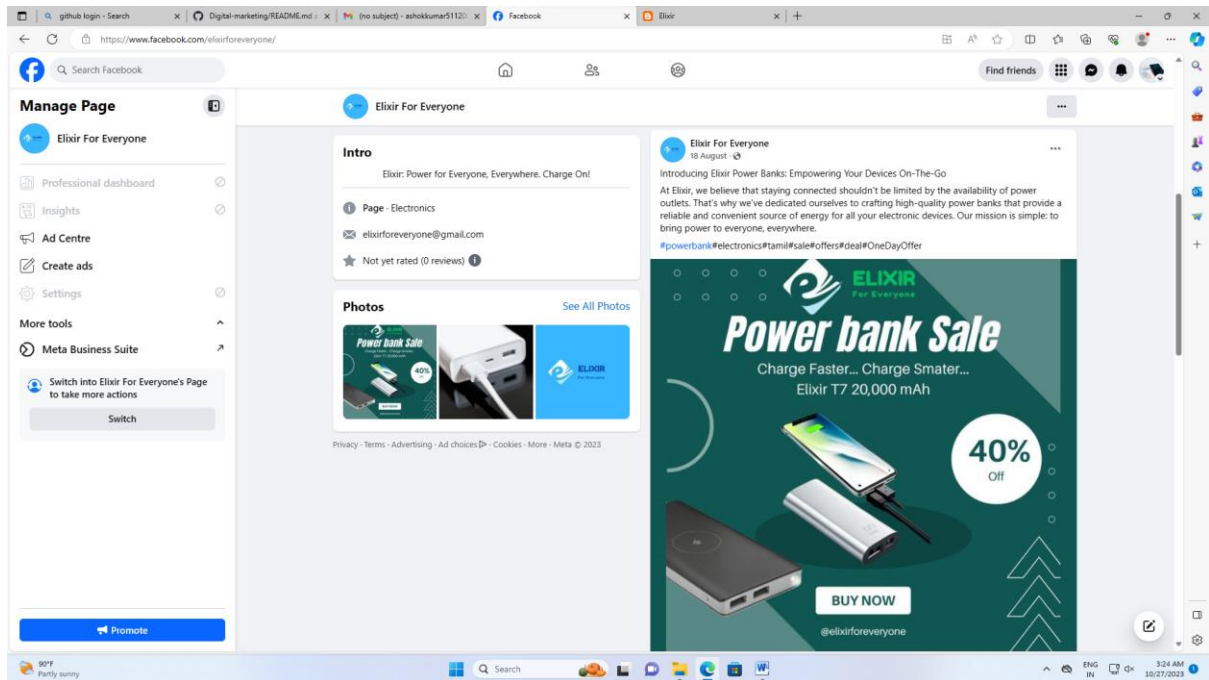 github login - Search
Digital-marketing/README.md
(no subject) - ashokkumar51120
Facebook
Elixir
https://www.facebook.com/elixirforeveryone/
Search Facebook
Find friends
Manage Page
Elixir For Everyone
Professional dashboard
Insights
Ad Centre
Create ads
Settings
More tools
Meta Business Suite
Switch into Elixir For Everyone's Page
to take more actions
Switch
Promote
Elixir For Everyone
Intro
Elixir: Power for Everyone, Everywhere. Charge On!
Page · Electronics
elixirforeveryone@gmail.com
Not yet rated (0 reviews)
Photos
See All Photos
Power bank Sale
40%
ELIXIR
Privacy · Terms · Advertising · Ad choices · Cookies · More · Meta © 2023
Elixir For Everyone
18 August
Introducing Elixir Power Banks: Empowering Your Devices On-The-Go
At Elixir, we believe that staying connected shouldn't be limited by the availability of power
outlets. That's why we've dedicated ourselves to crafting high-quality power banks that provide a
reliable and convenient source of energy for all your electronic devices. Our mission is simple: to
bring power to everyone, everywhere.
#powerbank#electronics#tamil#sale#offers#deal#OneDayOffer
ELIXIR
For Everyone
Power bank Sale
Charge Faster... Charge Smater...
Elixir T7 20,000 mAh
40%
Off
BUY NOW
@elixirforeveryone
90°F
Partly sunny
Search
ENG
IN
3:24 AM
10/27/2023